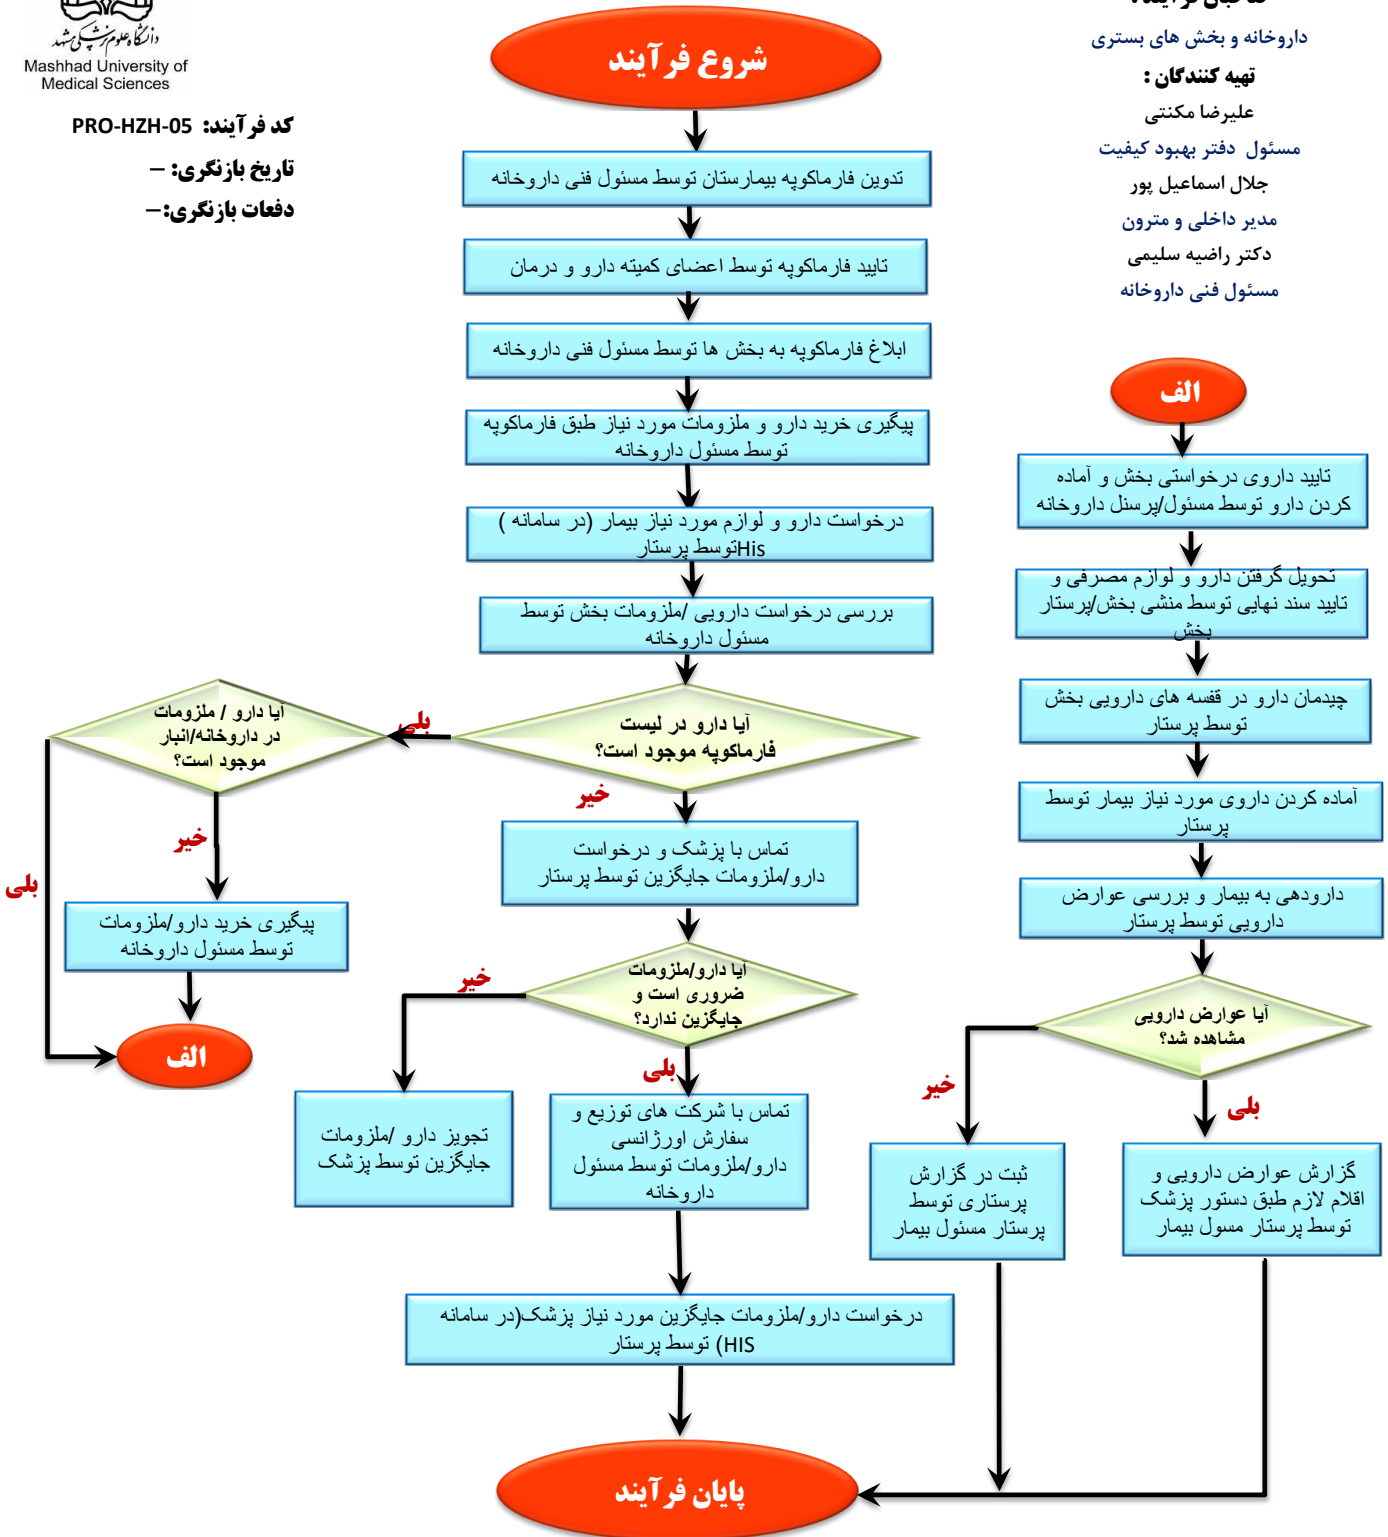 دانشگاه علوم پزشکی مشهد
Mashhad University of
Medical Sciences
کد فرآیند: PRO-HZH-05
تاریخ بازنگری: –
دفعات بازنگری:–
داروخانه و بخش های بستری
تهیه کنندگان :
علیرضا مکنتی
مسئول دفتر بهبود کیفیت
جلال اسماعیل پور
مدیر داخلی و مترون
دکتر راضیه سلیمی
مسئول فنی داروخانه
شروع فرآیند
تدوین فارماکوپه بیمارستان توسط مسئول فنی داروخانه
تایید فارماکوپه توسط اعضای کمیته دارو و درمان
ابلاغ فارماکوپه به بخش ها توسط مسئول فنی داروخانه
پیگیری خرید دارو و ملزومات مورد نیاز طبق فارماکوپه
توسط مسئول داروخانه
درخواست دارو و لوازم مورد نیاز بیمار (در سامانه )
Hisتوسط پرستار
بررسی درخواست دارویی /ملزومات بخش توسط
مسئول داروخانه
آیا دارو در لیست
فارماکوپه موجود است؟
بلی
خیر
آیا دارو / ملزومات
در داروخانه/انبار
موجود است؟
خیر
بلی
پیگیری خرید دارو/ملزومات
توسط مسئول داروخانه
الف
تماس با پزشک و درخواست
دارو/ملزومات جایگزین توسط پرستار
آیا دارو/ملزومات
ضروری است و
جایگزین ندارد؟
خیر
بلی
تجویز دارو /ملزومات
جایگزین توسط پزشک
تماس با شرکت های توزیع و
سفارش اورژانسی
دارو/ملزومات توسط مسئول
داروخانه
درخواست دارو/ملزومات جایگزین مورد نیاز پزشک(در سامانه
HIS) توسط پرستار
پایان فرآیند
الف
تایید داروی درخواستی بخش و آماده
کردن دارو توسط مسئول/پرسنل داروخانه
تحویل گرفتن دارو و لوازم مصرفی و
تایید سند نهایی توسط منشی بخش/پرستار
بخش
چیدمان دارو در قفسه های دارویی بخش
توسط پرستار
آماده کردن داروی مورد نیاز بیمار توسط
پرستار
دارودهی به بیمار و بررسی عوارض
دارویی توسط پرستار
آیا عوارض دارویی
مشاهده شد؟
خیر
بلی
ثبت در گزارش
پرستاری توسط
پرستار مسئول بیمار
گزارش عوارض دارویی و
اقلام لازم طبق دستور پزشک
توسط پرستار مسول بیمار